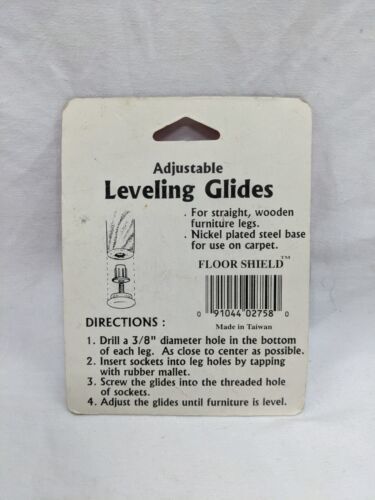 Adjustable
Leveling Glides
. For straight, wooden
furniture legs.
. Nickel plated steel base
for use on carpet.
FLOOR SHIELD™
0 91044 02758 0
Made in Taiwan
DIRECTIONS :
1. Drill a 3/8" diameter hole in the bottom
of each leg. As close to center as possible.
2. Insert sockets into leg holes by tapping
with rubber mallet.
3. Screw the glides into the threaded hole
of sockets.
4. Adjust the glides until furniture is level.